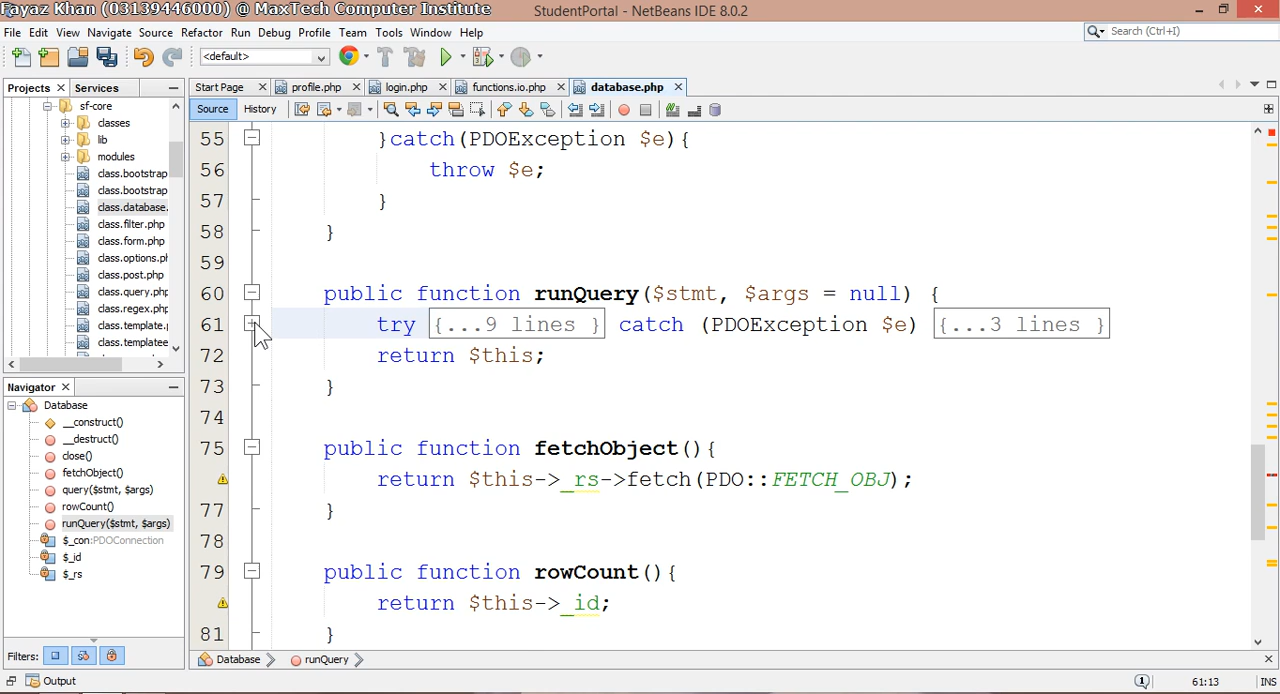 Fayaz Khan (03139446000) @ MaxTech Computer Institute
StudentPortal - NetBeans IDE 8.0.2
File Edit View Navigate Source Refactor Run Debug Profile Team Tools Window Help
Search (Ctrl+I)
<default>
Projects Services
Start Page profile.php login.php functions.io.php database.php
Source History
sf-core
classes
lib
modules
class.bootstrap
class.bootstrap
class.database.
class.filter.php
class.form.php
class.options.ph
class.post.php
class.query.php
class.regex.php
class.template.
class.templatee
55 }catch(PDOException $e){
56 throw $e;
57 }
58 }
59
60 public function runQuery($stmt, $args = null) {
61 try {...9 lines } catch (PDOException $e) {...3 lines }
72 return $this;
73 }
74
75 public function fetchObject(){
return $this->_rs->fetch(PDO::FETCH_OBJ);
77 }
78
79 public function rowCount(){
return $this->_id;
81 }
Navigator
Database
__construct()
__destruct()
close()
fetchObject()
query($stmt, $args)
rowCount()
runQuery($stmt, $args)
$_con:PDOConnection
$_id
$_rs
Filters:
Database runQuery
Output
1 61:13 INS